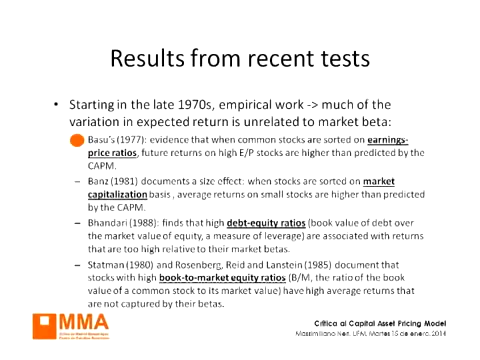 Results from recent tests
• Starting in the late 1970s, empirical work -> much of the
variation in expected return is unrelated to market beta:
Basu's (1977): evidence that when common stocks are sorted on earnings-
price ratios, future returns on high E/P stocks are higher than predicted by the
CAPM.
– Banz (1981) documents a size effect: when stocks are sorted on market
capitalization basis , average returns on small stocks are higher than predicted
by the CAPM.
– Bhandari (1988): finds that high debt-equity ratios (book value of debt over
the market value of equity, a measure of leverage) are associated with returns
that are too high relative to their market betas.
– Statman (1980) and Rosenberg, Reid and Lanstein (1985) document that
stocks with high book-to-market equity ratios (B/M, the ratio of the book
value of a common stock to its market value) have high average returns that
are not captured by their betas.
MMA
Crítica al Capital Asset Pricing Model
Massimiliano Neri, UFM, Martes 15 de enero, 2014